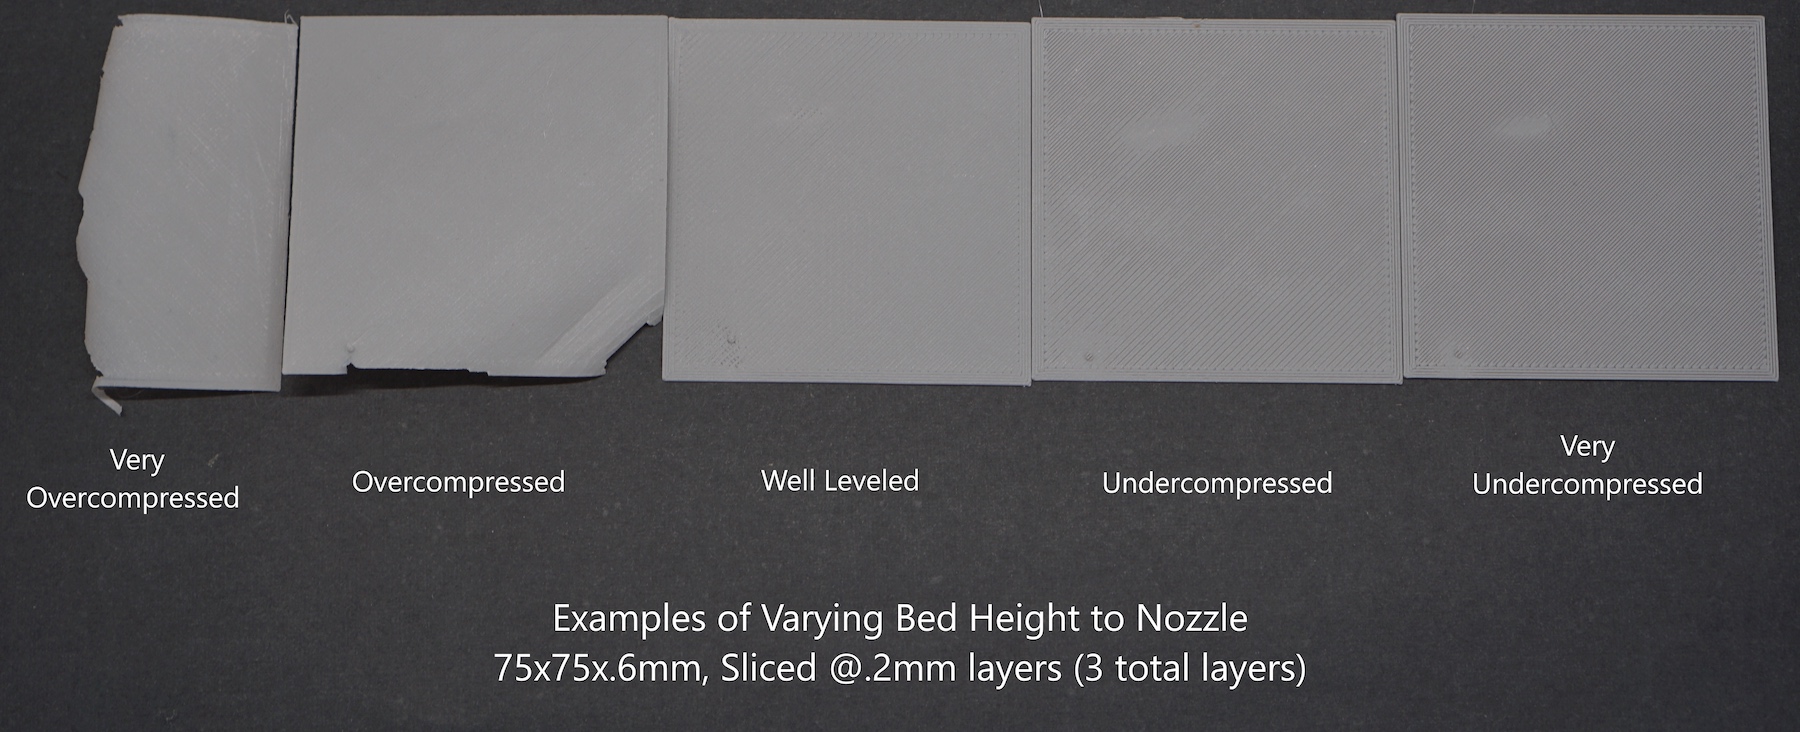 Very
Overcompressed
Overcompressed
Well Leveled
Undercompressed
Very
Undercompressed
Examples of Varying Bed Height to Nozzle
75x75x.6mm, Sliced @.2mm layers (3 total layers)